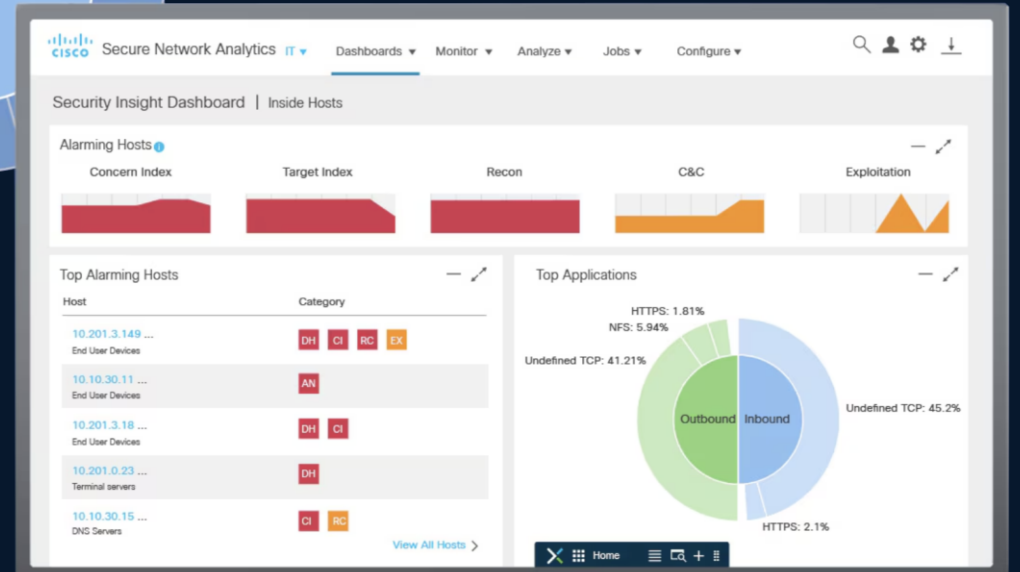 CISCO Secure Network Analytics IT Dashboards Monitor Analyze Jobs Configure
Security Insight Dashboard | Inside Hosts
Alarming Hosts
Concern Index Target Index Recon C&C Exploitation
Top Alarming Hosts
Host Category
10.201.3.149 ... DH CI RC EX
End User Devices
10.10.30.11 ... AN
End User Devices
10.201.3.18 ... DH CI
End User Devices
10.201.0.23 ... DH
Terminal servers
10.10.30.15 ... CI RC
DNS Servers
View All Hosts
Top Applications
HTTPS: 1.81%
NFS: 5.94%
Undefined TCP: 41.21%
Outbound Inbound
Undefined TCP: 45.2%
HTTPS: 2.1%
Home